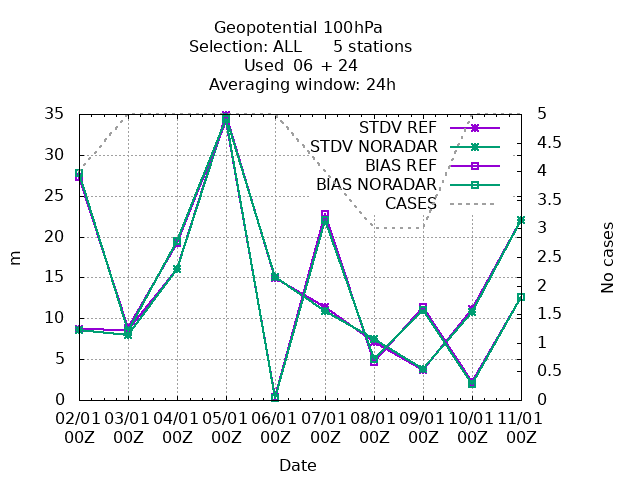 Geopotential 100hPa
Selection: ALL 5 stations
Used 06 + 24
Averaging window: 24h
35
30
25
20
15
10
5
0
m
5
4.5
4
3.5
3
2.5
2
1.5
1
0.5
0
No cases
STDV REF
STDV NORADAR
BIAS REF
BIAS NORADAR
CASES
02/01 03/01 04/01 05/01 06/01 07/01 08/01 09/01 10/01 11/01
00Z 00Z 00Z 00Z 00Z 00Z 00Z 00Z 00Z 00Z
Date